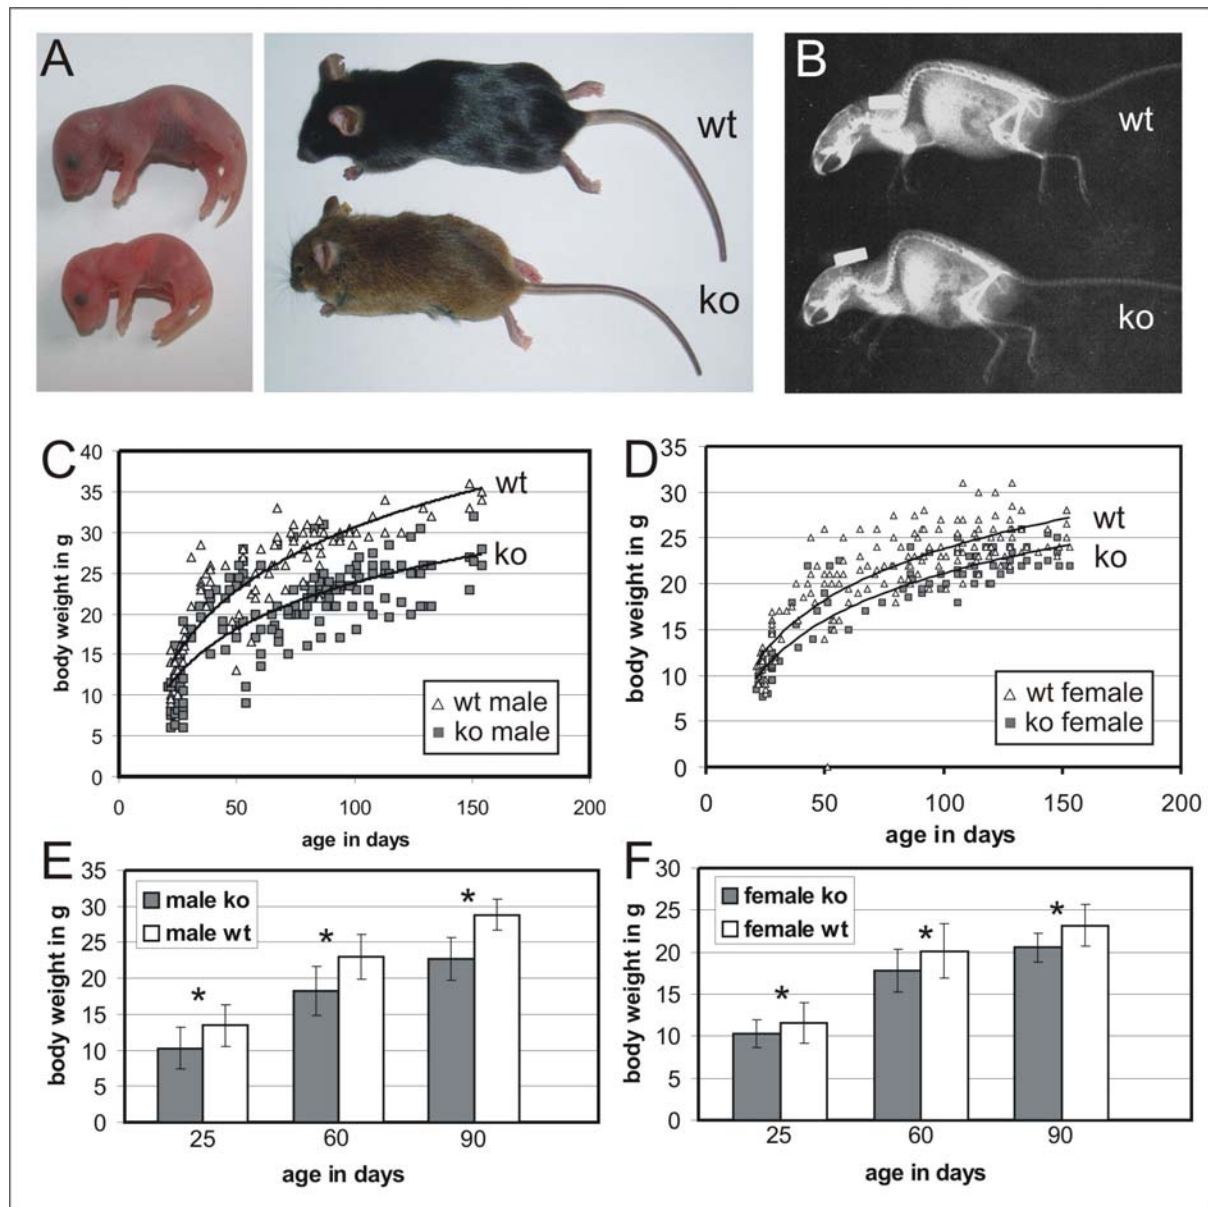 A
wt
ko
B
wt
ko
C
40
35
30
25
20
15
10
5
0
body weight in g
wt
ko
wt male
ko male
0
50
100
150
200
age in days
D
35
30
25
20
15
10
5
0
body weight in g
wt
ko
wt female
ko female
0
50
100
150
200
age in days
E
35
30
25
20
15
10
5
0
body weight in g
male ko
male wt
*
*
*
25
60
90
age in days
F
30
25
20
15
10
5
0
body weight in g
female ko
female wt
*
*
*
25
60
90
age in days